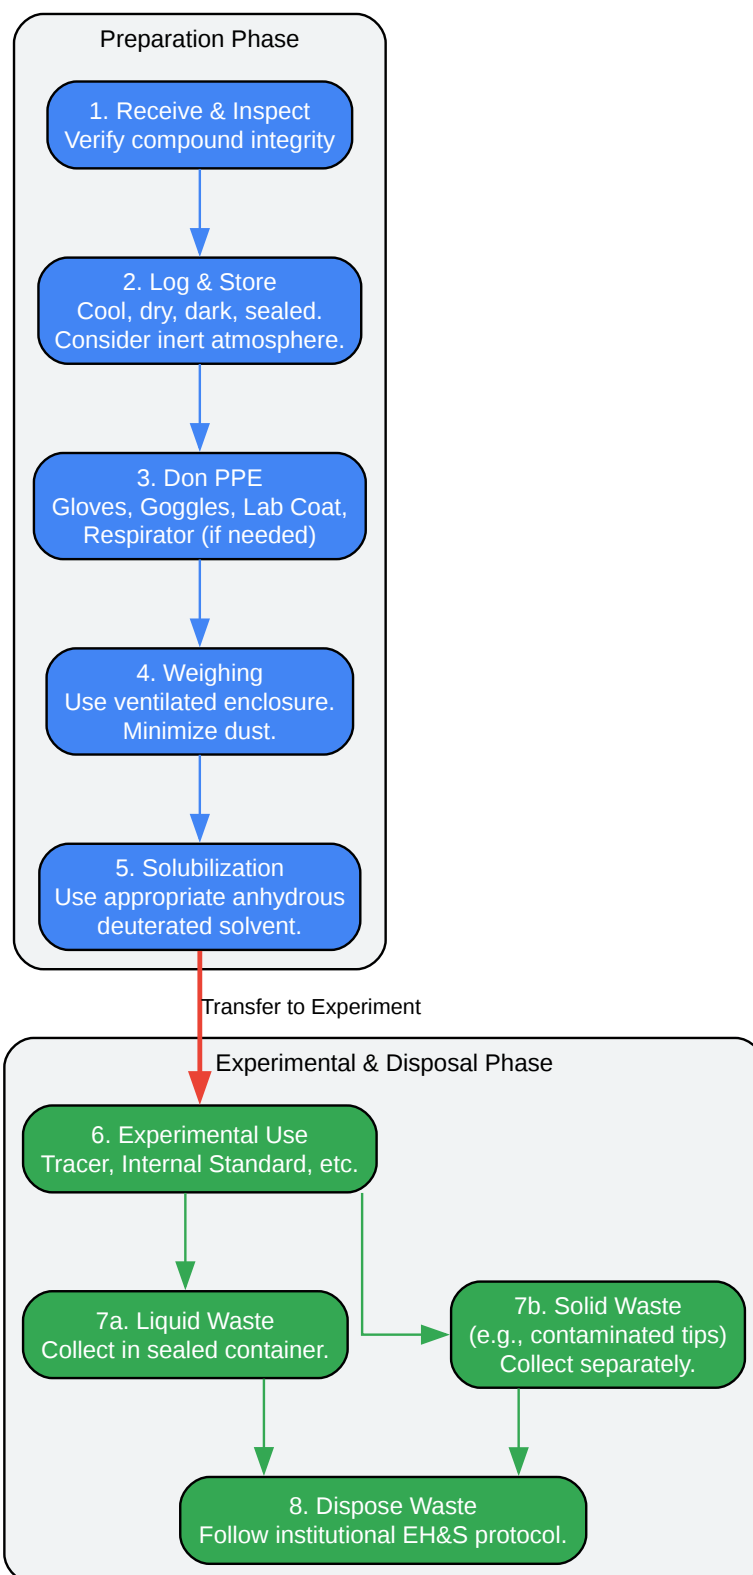 Preparation Phase
1. Receive & Inspect
Verify compound integrity
2. Log & Store
Cool, dry, dark, sealed.
Consider inert atmosphere.
3. Don PPE
Gloves, Goggles, Lab Coat,
Respirator (if needed)
4. Weighing
Use ventilated enclosure.
Minimize dust.
5. Solubilization
Use appropriate anhydrous
deuterated solvent.
Transfer to Experiment
Experimental & Disposal Phase
6. Experimental Use
Tracer, Internal Standard, etc.
7a. Liquid Waste
Collect in sealed container.
7b. Solid Waste
(e.g., contaminated tips)
Collect separately.
8. Dispose Waste
Follow institutional EH&S protocol.